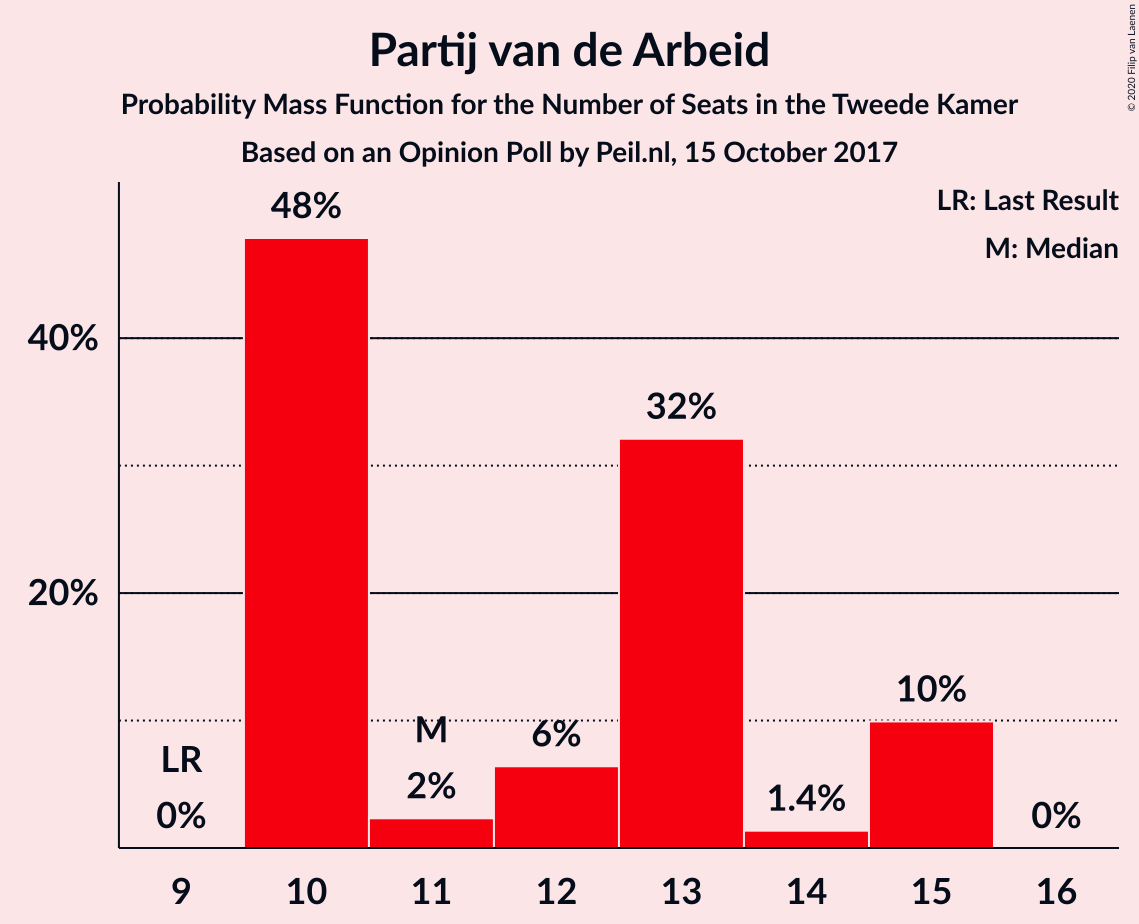 Partij van de Arbeid
Probability Mass Function for the Number of Seats in the Tweede Kamer
Based on an Opinion Poll by Peil.nl, 15 October 2017
© 2020 Filip van Laenen
LR: Last Result
M: Median
48%
40%
32%
20%
10%
M
6%
LR
2%
1.4%
0%
0%
9 10 11 12 13 14 15 16